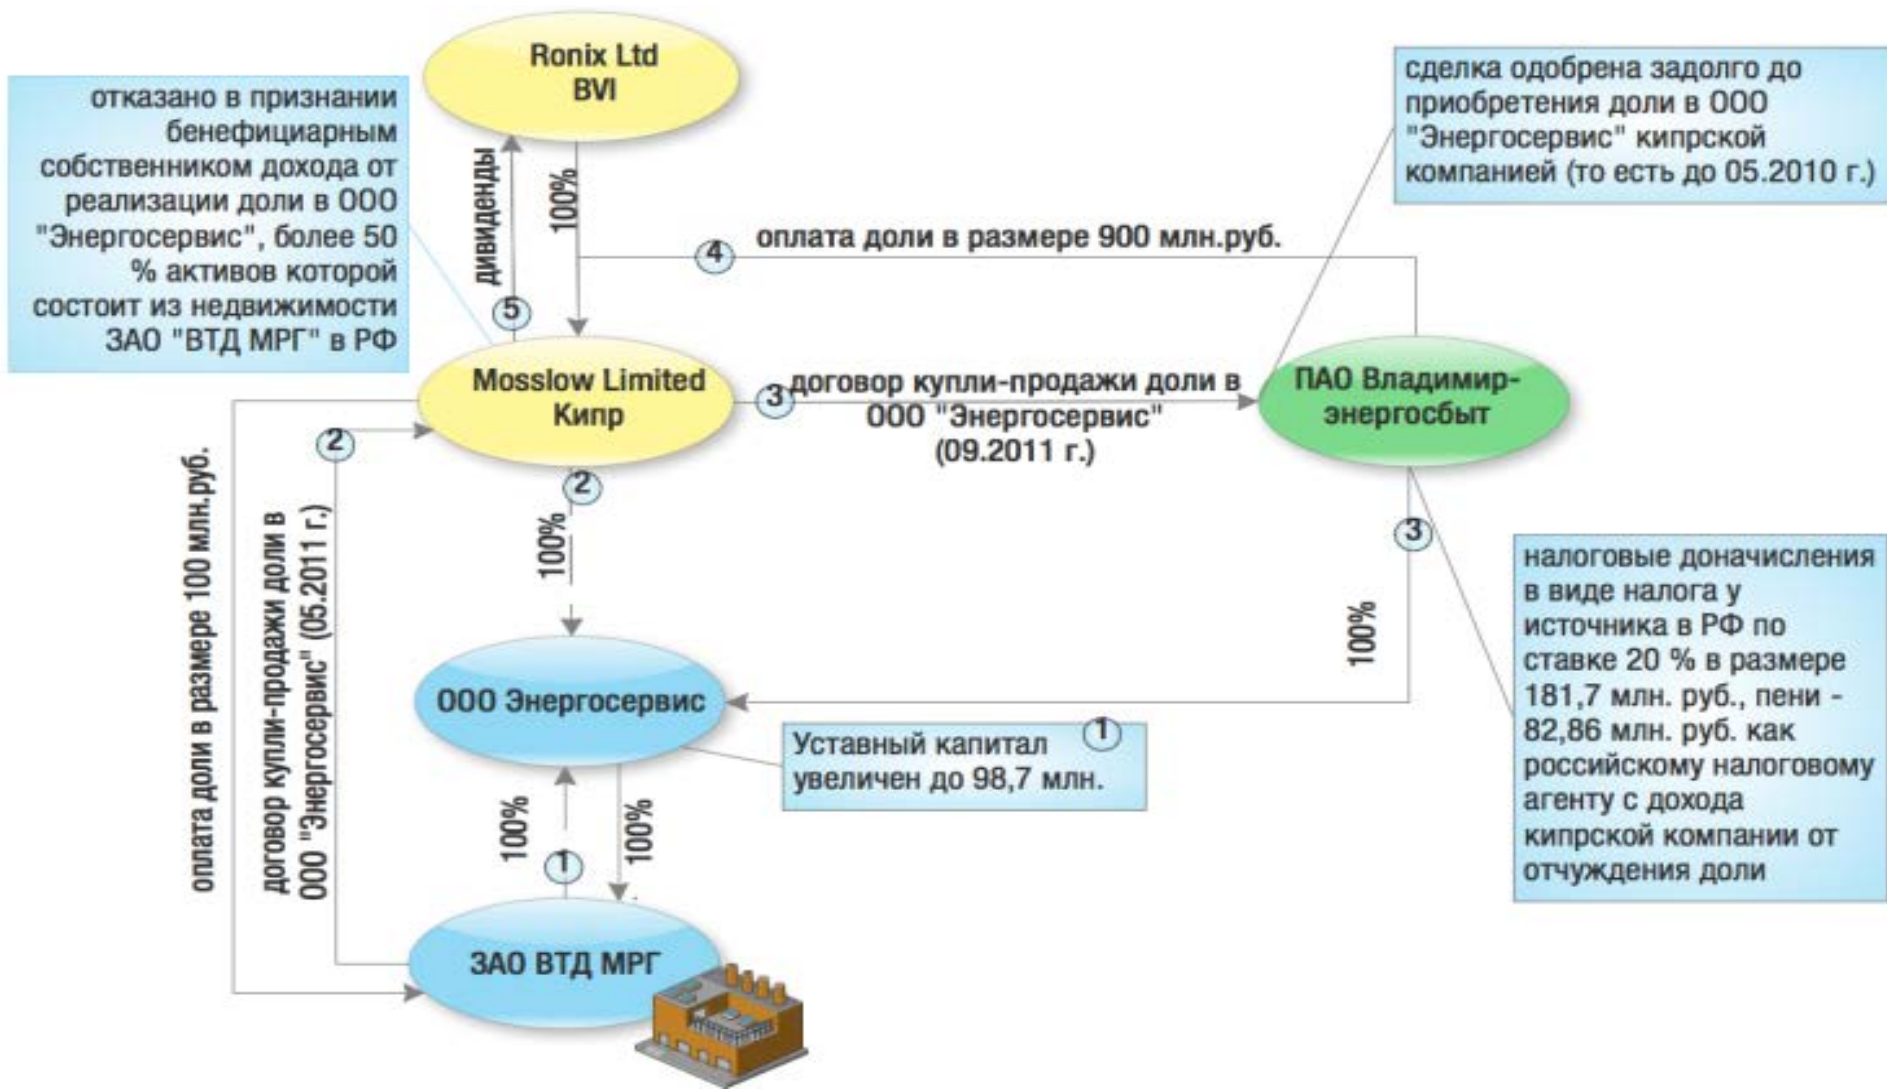 Ronix Ltd
BVI
отказано в признании
бенефициарным
собственником дохода от
реализации доли в ООО
"Энергосервис", более 50
% активов которой
состоит из недвижимости
ЗАО "ВТД МРГ" в РФ
сделка одобрена задолго до
приобретения доли в ООО
"Энергосервис" кипрской
компанией (то есть до 05.2010 г.)
дивиденды
100%
5
4
оплата доли в размере 900 млн.руб.
Mosslow Limited
Кипр
3
договор купли-продажи доли в
ООО "Энергосервис"
(09.2011 г.)
ПАО Владимир-
энергосбыт
2
оплата доли в размере 100 млн.руб.
договор купли-продажи доли в
ООО "Энергосервис" (05.2011 г.)
2
100%
3
100%
налоговые доначисления
в виде налога у
источника в РФ по
ставке 20 % в размере
181,7 млн. руб., пени -
82,86 млн. руб. как
российскому налоговому
агенту с дохода
кипрской компании от
отчуждения доли
ООО Энергосервис
1
Уставный капитал
увеличен до 98,7 млн.
100%
100%
1
ЗАО ВТД МРГ